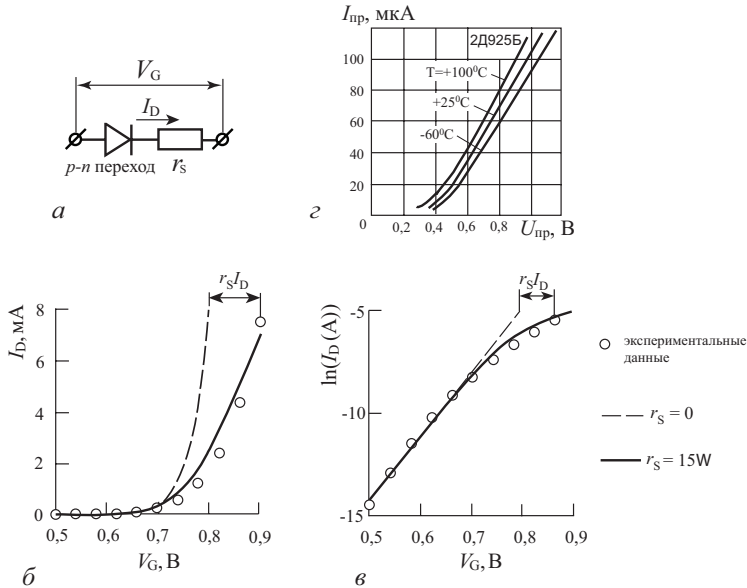 V_G
I_D
p-n переход
r_S
а
I_пр, мкА
2Д925Б
T=+100⁰C
+25⁰C
-60⁰C
100
80
60
40
20
0
0,2
0,4
0,6
0,8
U_пр, В
г
r_S I_D
I_D, мА
8
6
4
2
0
0,5
0,6
0,7
0,8
0,9
V_G, В
б
r_S I_D
ln(I_D (A))
-5
-10
-15
0,5
0,6
0,7
0,8
0,9
V_G, В
в
экспериментальные
данные
r_S = 0
r_S = 15W